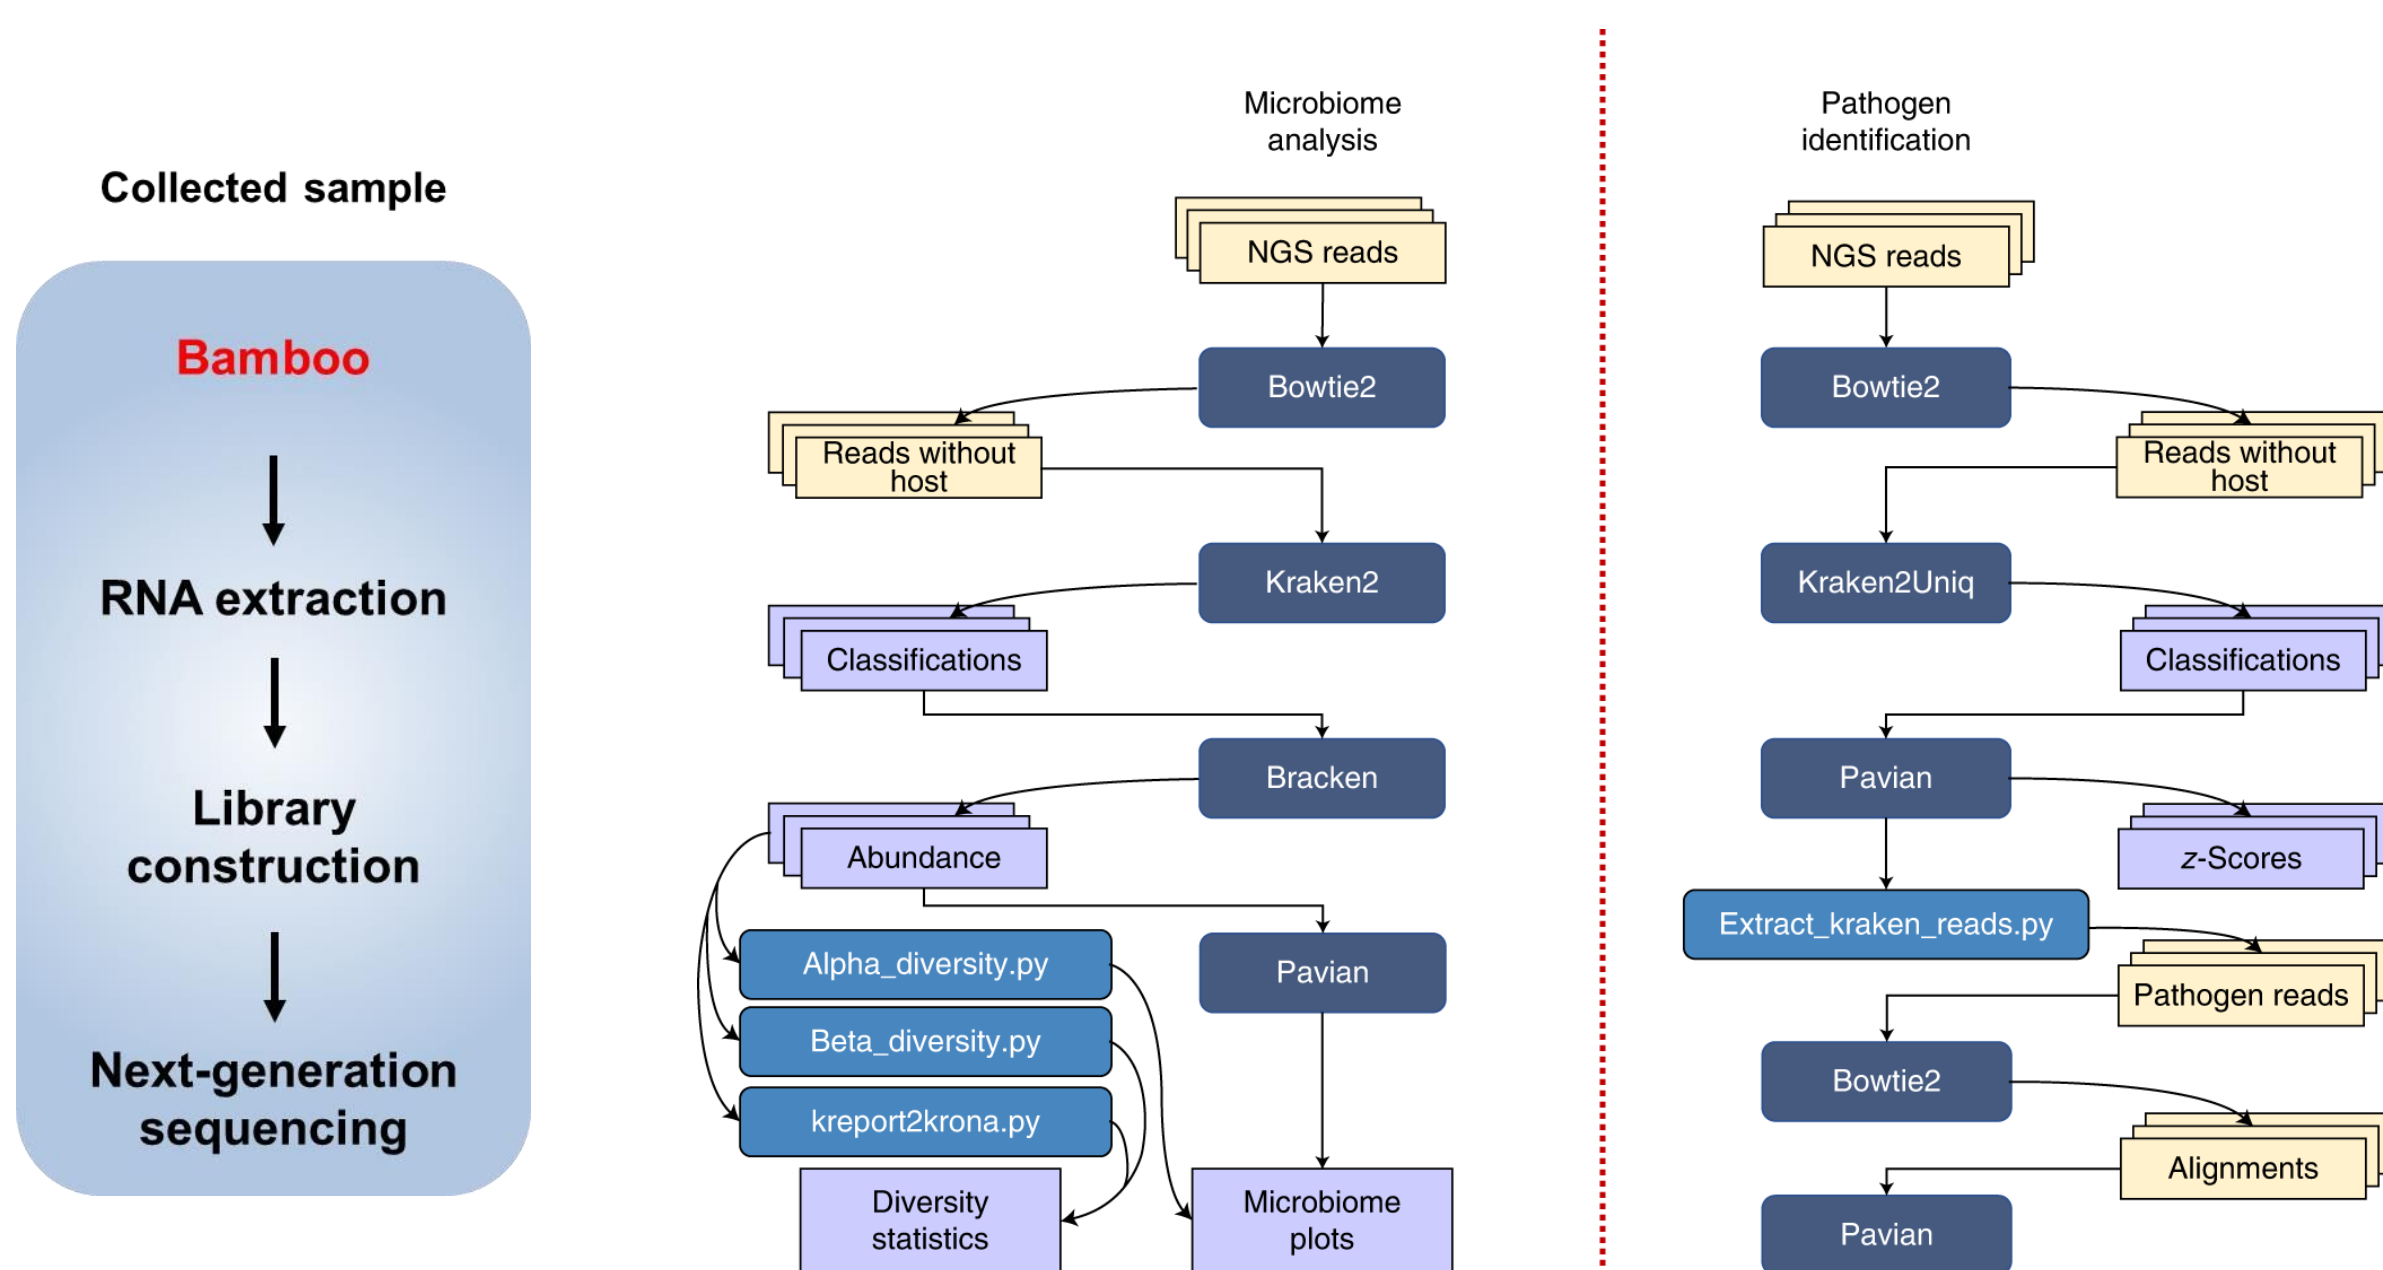 Collected sample
Bamboo
RNA extraction
Library
construction
Next-generation
sequencing
Microbiome
analysis
NGS reads
Bowtie2
Reads without
host
Kraken2
Classifications
Bracken
Abundance
Alpha_diversity.py
Beta_diversity.py
kreport2krona.py
Pavian
Diversity
statistics
Microbiome
plots
Pathogen
identification
NGS reads
Bowtie2
Reads without
host
Kraken2Uniq
Classifications
Pavian
z-Scores
Extract_kraken_reads.py
Pathogen reads
Bowtie2
Alignments
Pavian